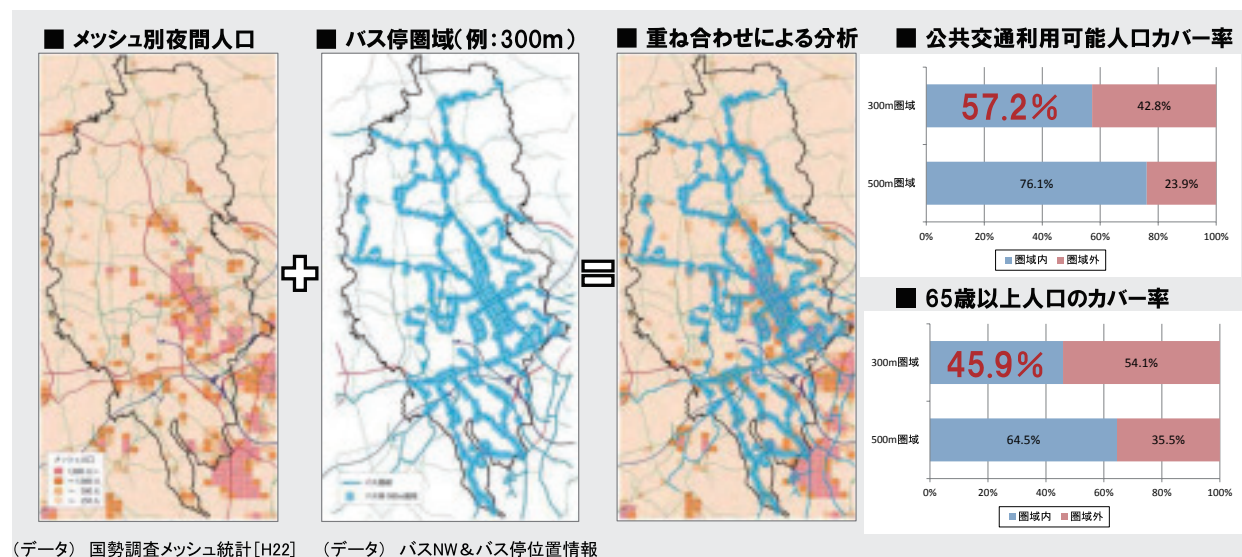 ■ メッシュ別夜間人口
■ バス停圏域(例:300m)
■ 重ね合わせによる分析
■ 公共交通利用可能人口カバー率
300m圏域
57.2%
42.8%
500m圏域
76.1%
23.9%
0% 20% 40% 60% 80% 100%
圏域内 圏域外
■ 65歳以上人口のカバー率
300m圏域
45.9%
54.1%
500m圏域
64.5%
35.5%
0% 20% 40% 60% 80% 100%
圏域内 圏域外
メッシュ人口
(データ) 国勢調査メッシュ統計[H22]
(データ) バスNW&バス停位置情報